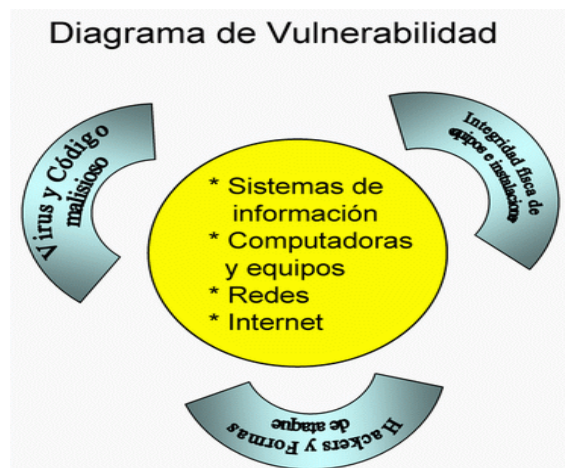 Diagrama de Vulnerabilidad
Virus y Código
malisioso
Integridad física de
equipos e instalaciones
* Sistemas de
información
* Computadoras
y equipos
* Redes
* Internet
Hackers y Formas
de ataque